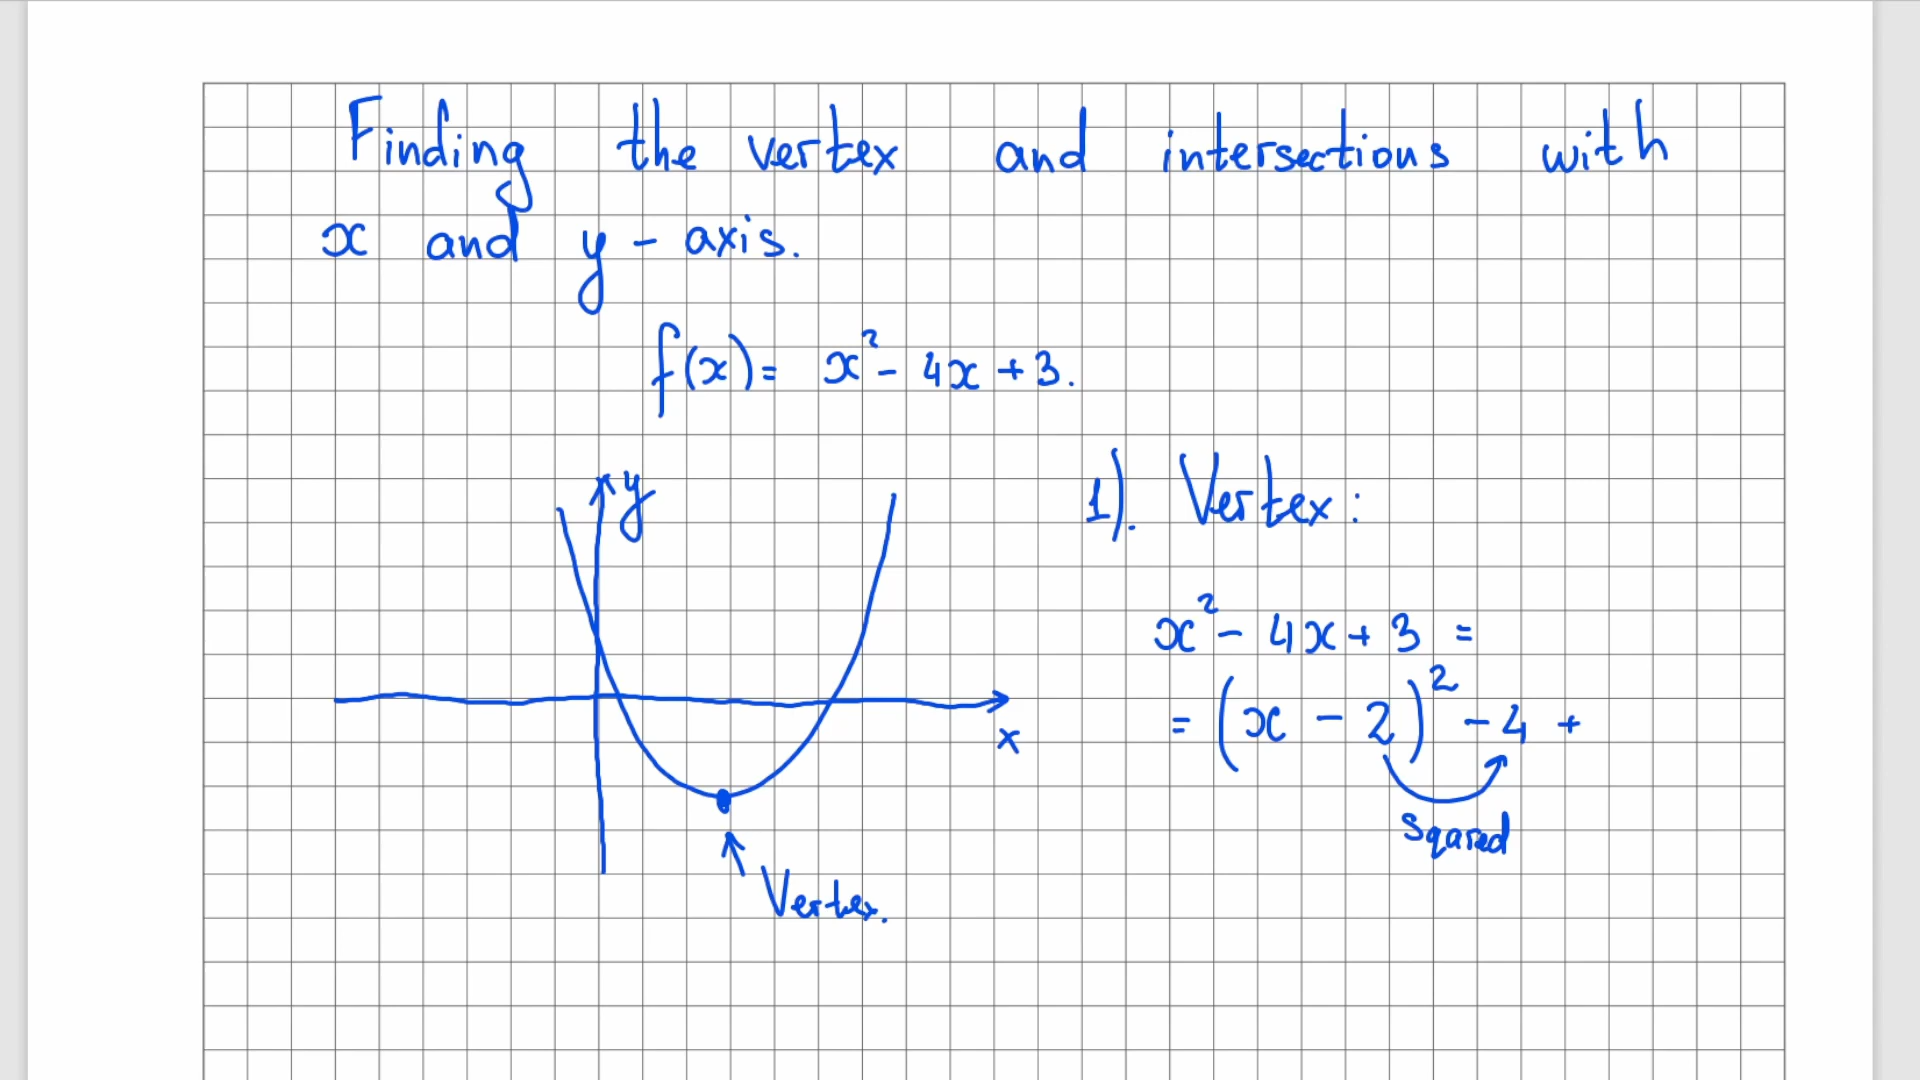 Finding the vertex and intersections with
x and y - axis.
f(x) = x² - 4x + 3.
y
x
Vertex.
1). Vertex:
x² - 4x + 3 =
= (x - 2)² - 4 +
sqared